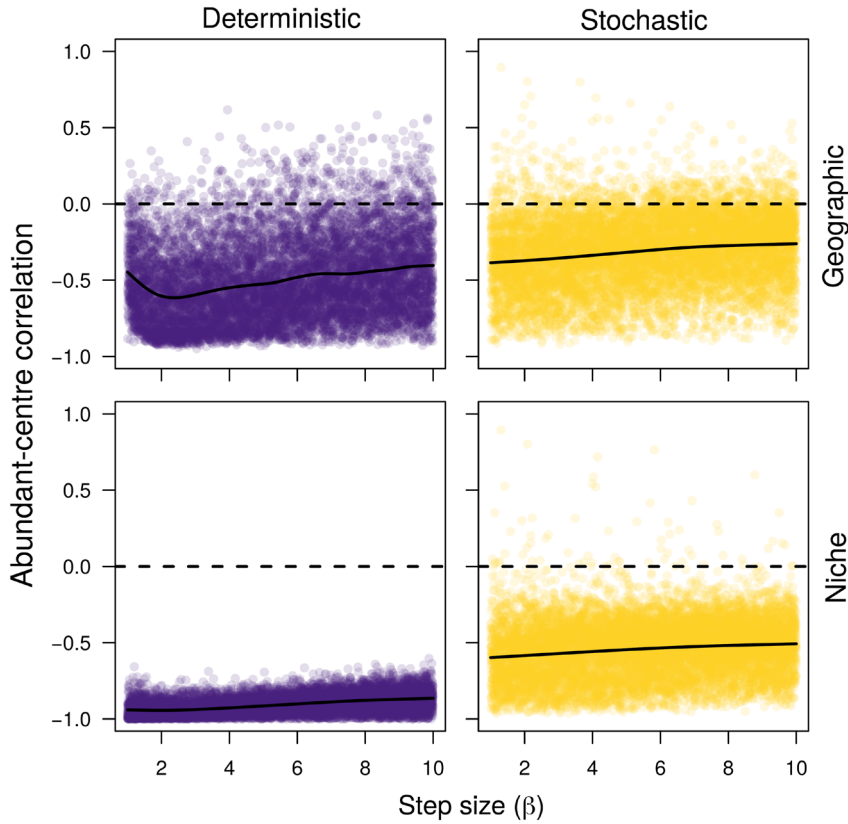 Deterministic
Stochastic
1.0
0.5
0.0
−0.5
−1.0
Geographic
Abundant-centre correlation
1.0
0.5
0.0
−0.5
−1.0
Niche
2 4 6 8 10
2 4 6 8 10
Step size (β)